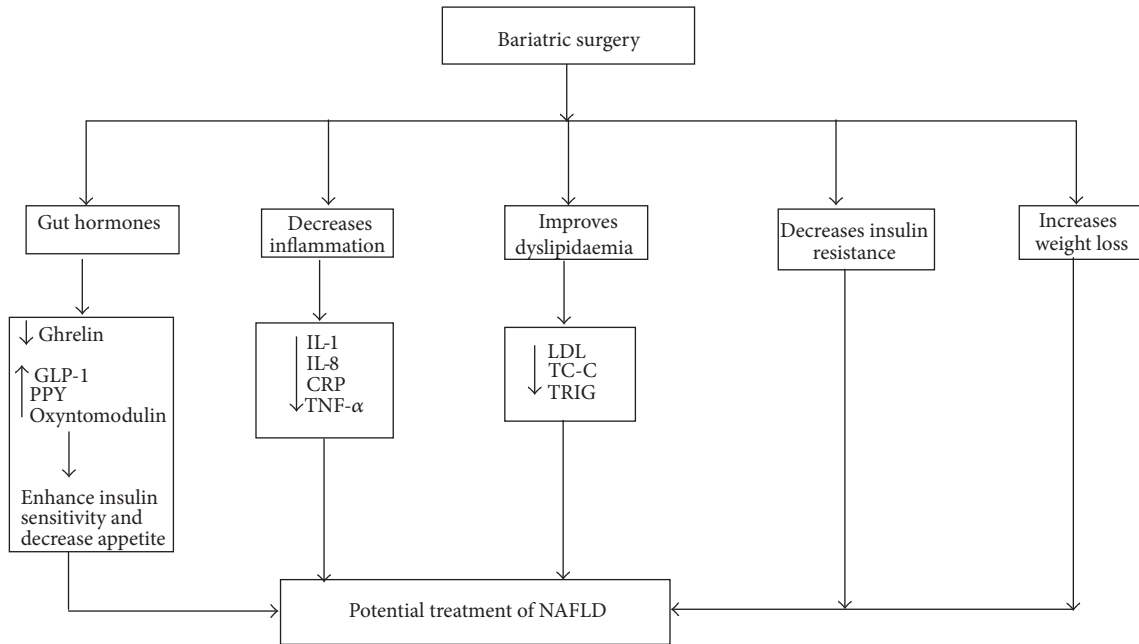 Bariatric surgery
Gut hormones
Decreases
inflammation
Improves
dyslipidaemia
Decreases insulin
resistance
Increases
weight loss
Ghrelin
GLP-1
PPY
Oxyntomodulin
Enhance insulin
sensitivity and
decrease appetite
IL-1
IL-8
CRP
TNF-α
LDL
TC-C
TRIG
Potential treatment of NAFLD